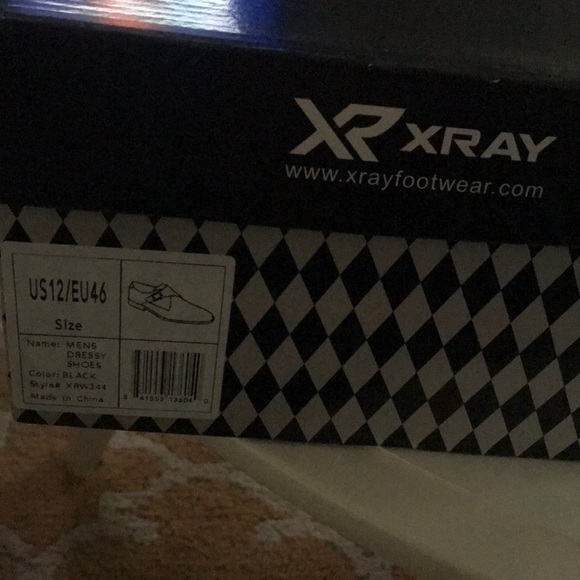 XR XRAY
www.xrayfootwear.com
US12/EU46
Size
Name: MENS
DRESSY
SHOES
Color: BLACK
Style# XRW344
Made in China